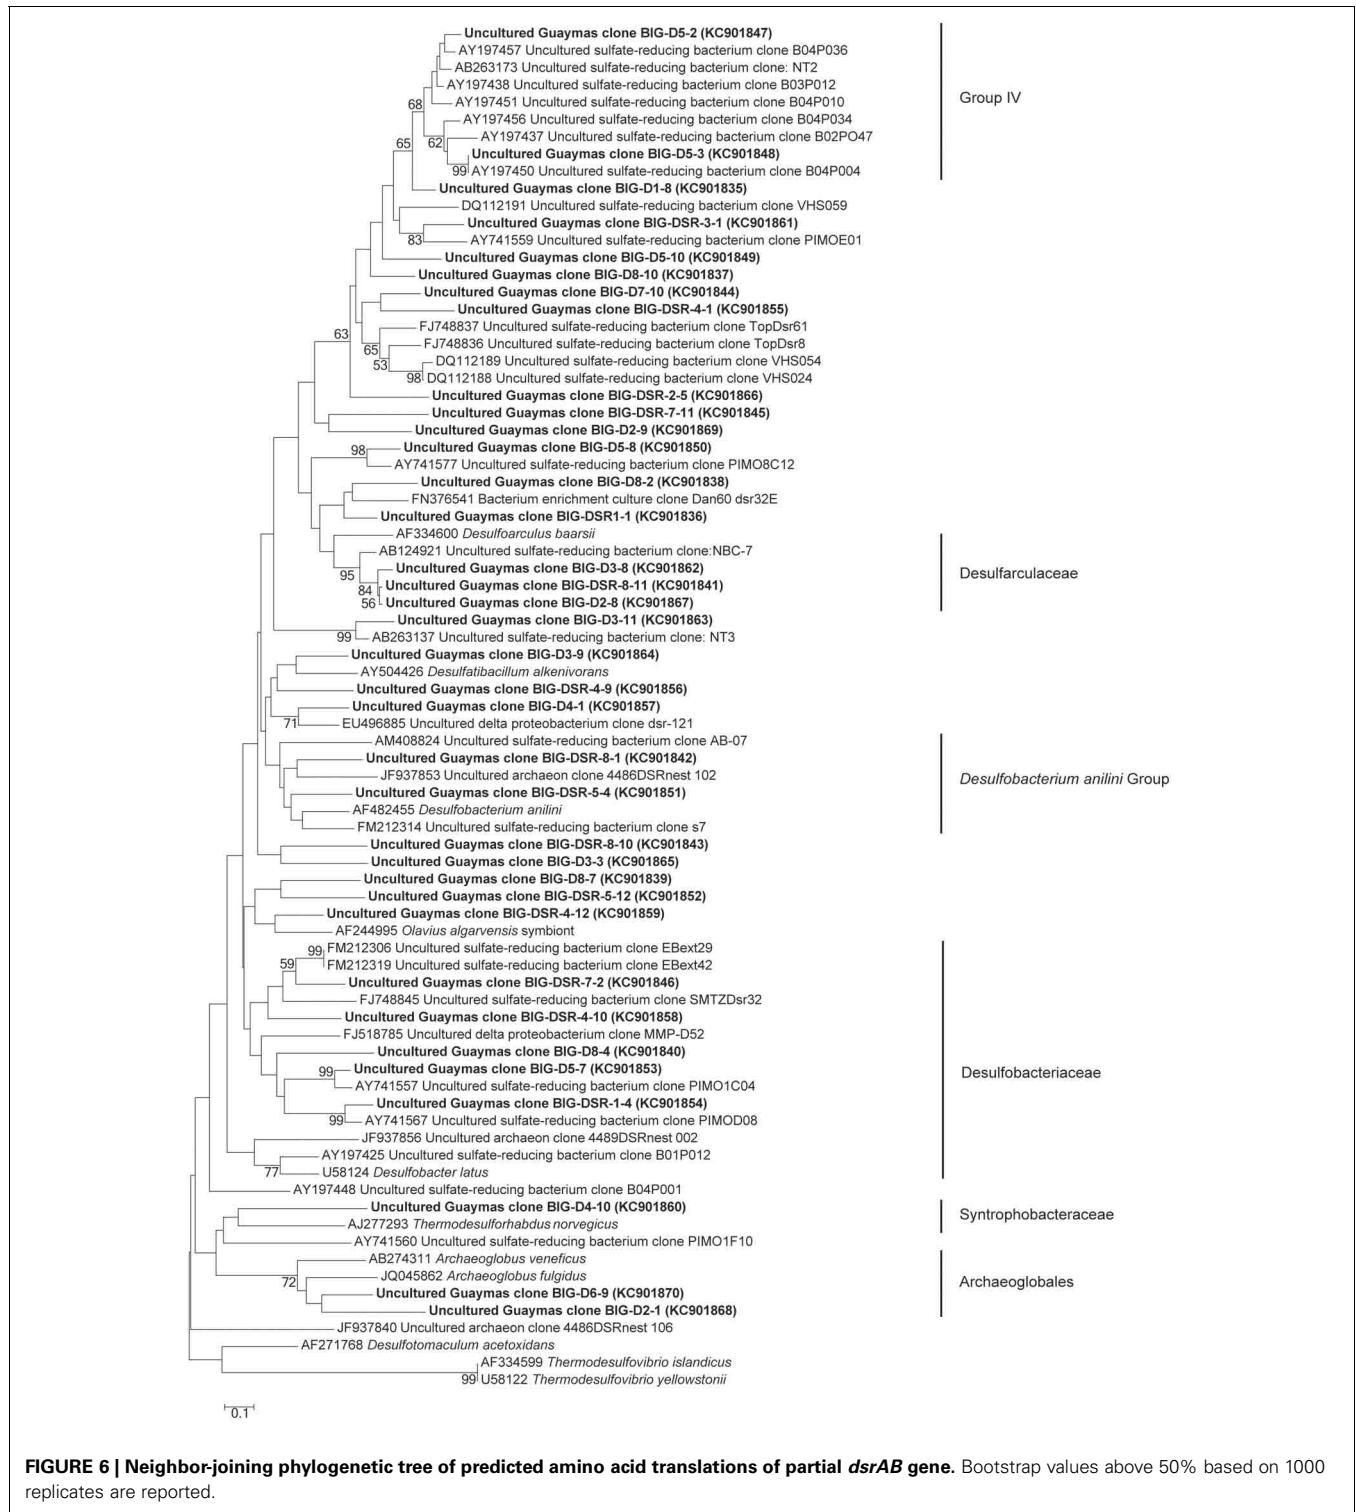 Uncultured Guaymas clone BIG-D5-2 (KC901847)
AY197457 Uncultured sulfate-reducing bacterium clone B04P036
AB263173 Uncultured sulfate-reducing bacterium clone: NT2
AY197438 Uncultured sulfate-reducing bacterium clone B03P012
Group IV
AY197451 Uncultured sulfate-reducing bacterium clone B04P010
68
AY197456 Uncultured sulfate-reducing bacterium clone B04P034
AY197437 Uncultured sulfate-reducing bacterium clone B02PO47
65
62
Uncultured Guaymas clone BIG-D5-3 (KC901848)
99 AY197450 Uncultured sulfate-reducing bacterium clone B04P004
Uncultured Guaymas clone BIG-D1-8 (KC901835)
DQ112191 Uncultured sulfate-reducing bacterium clone VHS059
Uncultured Guaymas clone BIG-DSR-3-1 (KC901861)
83
AY741559 Uncultured sulfate-reducing bacterium clone PIMOE01
Uncultured Guaymas clone BIG-D5-10 (KC901849)
Uncultured Guaymas clone BIG-D8-10 (KC901837)
Uncultured Guaymas clone BIG-D7-10 (KC901844)
Uncultured Guaymas clone BIG-DSR-4-1 (KC901855)
FJ748837 Uncultured sulfate-reducing bacterium clone TopDsr61
63
65
FJ748836 Uncultured sulfate-reducing bacterium clone TopDsr8
53
DQ112189 Uncultured sulfate-reducing bacterium clone VHS054
98 DQ112188 Uncultured sulfate-reducing bacterium clone VHS024
Uncultured Guaymas clone BIG-DSR-2-5 (KC901866)
Uncultured Guaymas clone BIG-DSR-7-11 (KC901845)
Uncultured Guaymas clone BIG-D2-9 (KC901869)
98
Uncultured Guaymas clone BIG-D5-8 (KC901850)
AY741577 Uncultured sulfate-reducing bacterium clone PIMO8C12
Uncultured Guaymas clone BIG-D8-2 (KC901838)
FN376541 Bacterium enrichment culture clone Dan60 dsr32E
Uncultured Guaymas clone BIG-DSR1-1 (KC901836)
AF334600 Desulfoarculus baarsii
AB124921 Uncultured sulfate-reducing bacterium clone:NBC-7
95
Uncultured Guaymas clone BIG-D3-8 (KC901862)
Desulfarculaceae
84
Uncultured Guaymas clone BIG-DSR-8-11 (KC901841)
56
Uncultured Guaymas clone BIG-D2-8 (KC901867)
Uncultured Guaymas clone BIG-D3-11 (KC901863)
99
AB263137 Uncultured sulfate-reducing bacterium clone: NT3
Uncultured Guaymas clone BIG-D3-9 (KC901864)
AY504426 Desulfatibacillum alkenivorans
Uncultured Guaymas clone BIG-DSR-4-9 (KC901856)
Uncultured Guaymas clone BIG-D4-1 (KC901857)
71
EU496885 Uncultured delta proteobacterium clone dsr-121
AM408824 Uncultured sulfate-reducing bacterium clone AB-07
Uncultured Guaymas clone BIG-DSR-8-1 (KC901842)
JF937853 Uncultured archaeon clone 4486DSRnest 102
Desulfobacterium anilini Group
Uncultured Guaymas clone BIG-DSR-5-4 (KC901851)
AF482455 Desulfobacterium anilini
FM212314 Uncultured sulfate-reducing bacterium clone s7
Uncultured Guaymas clone BIG-DSR-8-10 (KC901843)
Uncultured Guaymas clone BIG-D3-3 (KC901865)
Uncultured Guaymas clone BIG-D8-7 (KC901839)
Uncultured Guaymas clone BIG-DSR-5-12 (KC901852)
Uncultured Guaymas clone BIG-DSR-4-12 (KC901859)
AF244995 Olavius algarvensis symbiont
99
FM212306 Uncultured sulfate-reducing bacterium clone EBext29
59
FM212319 Uncultured sulfate-reducing bacterium clone EBext42
Uncultured Guaymas clone BIG-DSR-7-2 (KC901846)
FJ748845 Uncultured sulfate-reducing bacterium clone SMTZDsr32
Uncultured Guaymas clone BIG-DSR-4-10 (KC901858)
FJ518785 Uncultured delta proteobacterium clone MMP-D52
Uncultured Guaymas clone BIG-D8-4 (KC901840)
99
Uncultured Guaymas clone BIG-D5-7 (KC901853)
Desulfobacteriaceae
AY741557 Uncultured sulfate-reducing bacterium clone PIMO1C04
Uncultured Guaymas clone BIG-DSR-1-4 (KC901854)
99
AY741567 Uncultured sulfate-reducing bacterium clone PIMOD08
JF937856 Uncultured archaeon clone 4489DSRnest 002
AY197425 Uncultured sulfate-reducing bacterium clone B01P012
77
U58124 Desulfobacter latus
AY197448 Uncultured sulfate-reducing bacterium clone B04P001
Uncultured Guaymas clone BIG-D4-10 (KC901860)
Syntrophobacteraceae
AJ277293 Thermodesulforhabdus norvegicus
AY741560 Uncultured sulfate-reducing bacterium clone PIMO1F10
AB274311 Archaeoglobus veneficus
72
JQ045862 Archaeoglobus fulgidus
Archaeoglobales
Uncultured Guaymas clone BIG-D6-9 (KC901870)
Uncultured Guaymas clone BIG-D2-1 (KC901868)
JF937840 Uncultured archaeon clone 4486DSRnest 106
AF271768 Desulfotomaculum acetoxidans
AF334599 Thermodesulfovibrio islandicus
99 U58122 Thermodesulfovibrio yellowstonii
0.1
FIGURE 6 | Neighbor-joining phylogenetic tree of predicted amino acid translations of partial dsrAB gene. Bootstrap values above 50% based on 1000
replicates are reported.